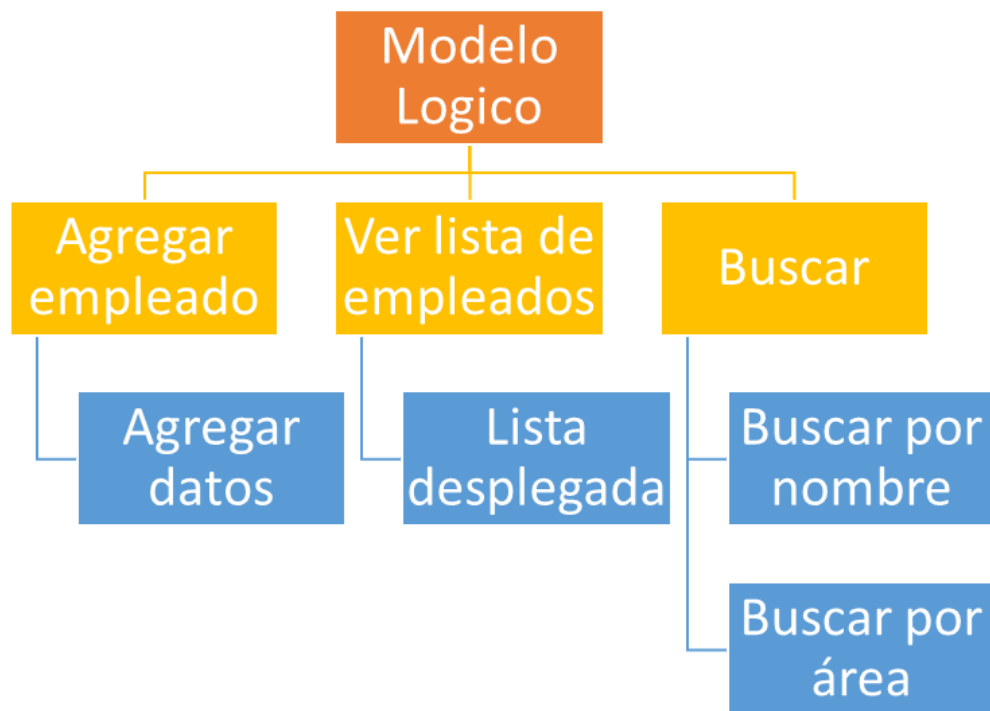 Modelo
Logico
Agregar
empleado
Ver lista de
empleados
Buscar
Agregar
datos
Lista
desplegada
Buscar por
nombre
Buscar por
área